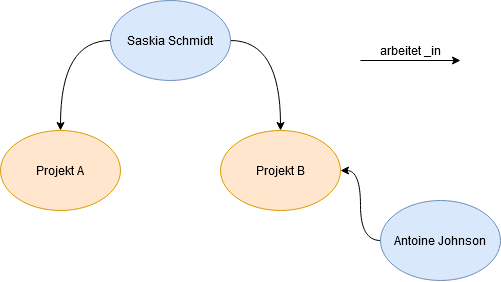 Saskia Schmidt
arbeitet _in
Projekt A
Projekt B
Antoine Johnson